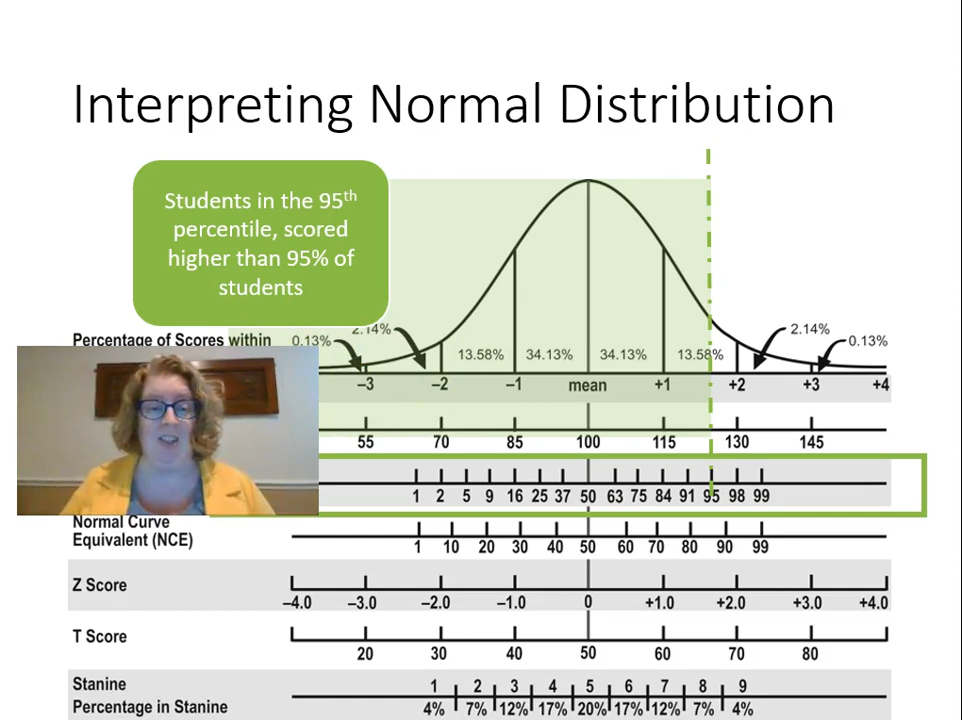 Interpreting Normal Distribution
Students in the 95th
percentile, scored
higher than 95% of
students
Percentage of Scores within
0.13% 2.14% 13.58% 34.13% 34.13% 13.58% 2.14% 0.13%
–3 –2 –1 mean +1 +2 +3 +4
55 70 85 100 115 130 145
1 2 5 9 16 25 37 50 63 75 84 91 95 98 99
Normal Curve
Equivalent (NCE)
1 10 20 30 40 50 60 70 80 90 99
Z Score
–4.0 –3.0 –2.0 –1.0 0 +1.0 +2.0 +3.0 +4.0
T Score
20 30 40 50 60 70 80
Stanine 1 2 3 4 5 6 7 8 9
Percentage in Stanine 4% 7% 12% 17% 20% 17% 12% 7% 4%